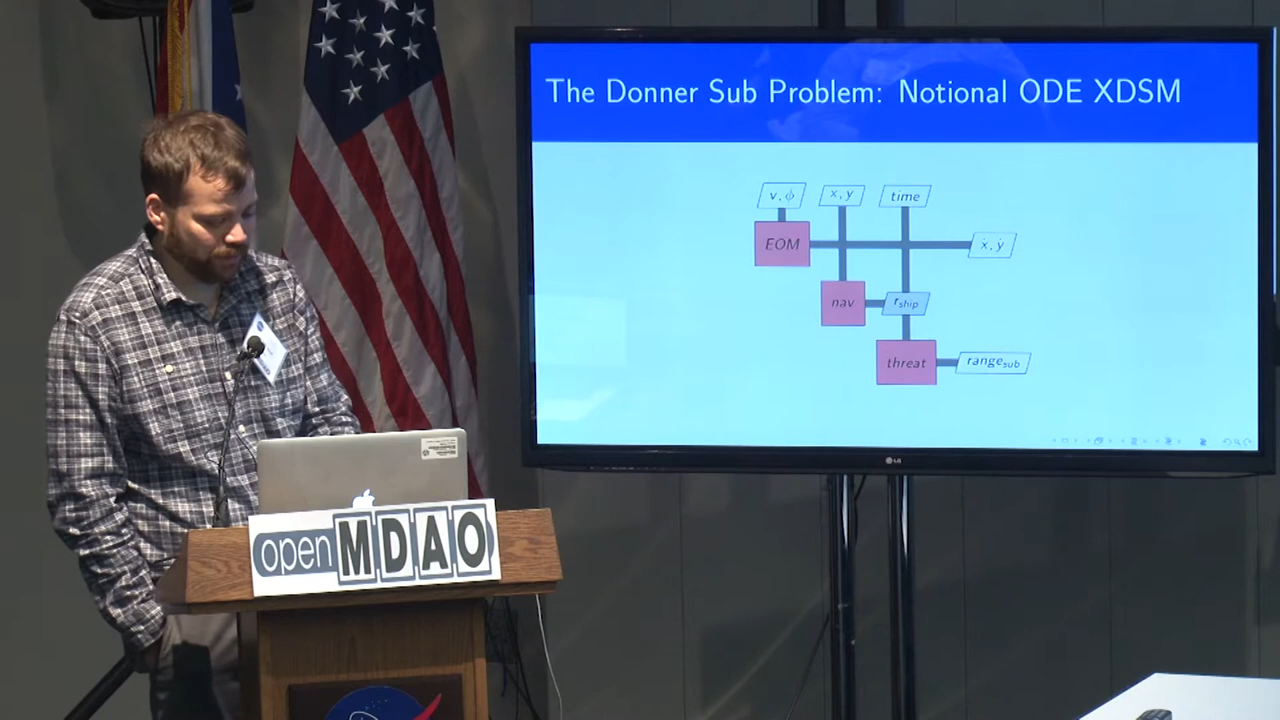 The Donner Sub Problem: Notional ODE XDSM
v, ϕ
x, y
time
EOM
ẋ, ẏ
nav
r_ship
threat
range_sub
LG
open MDAO